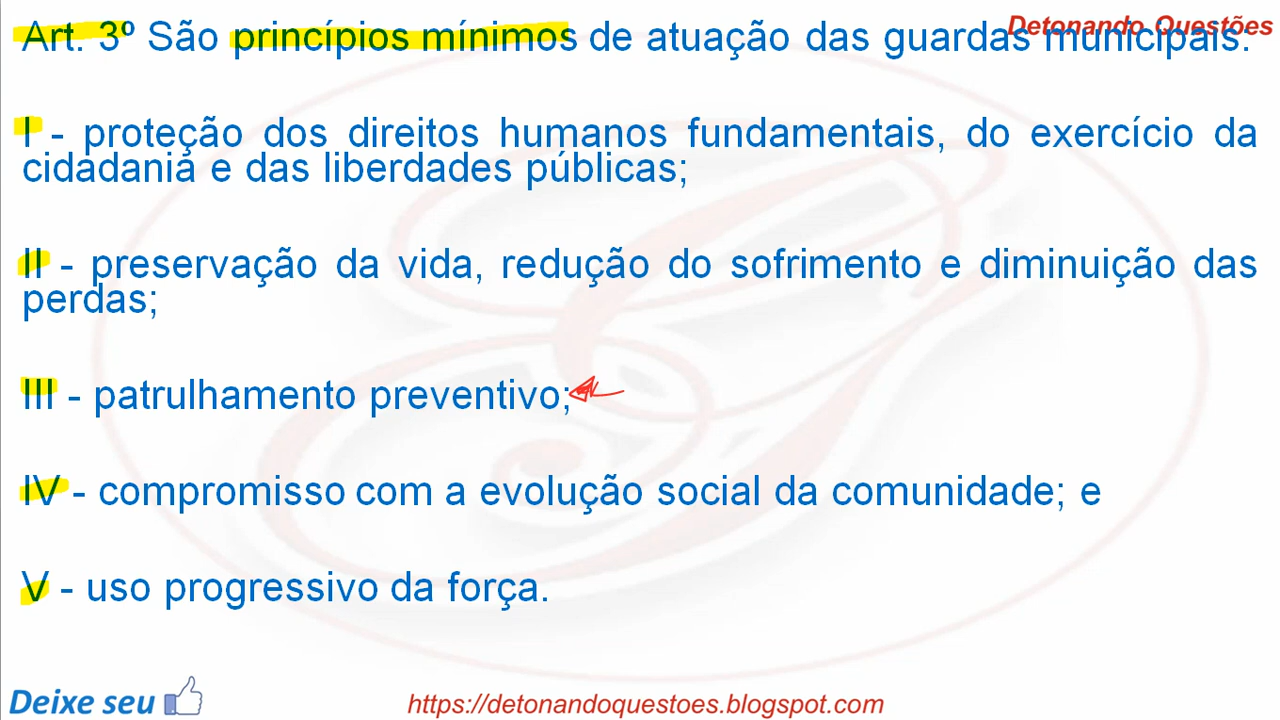 Detonando Questões
Art. 3º São princípios mínimos de atuação das guardas municipais:
I - proteção dos direitos humanos fundamentais, do exercício da
cidadania e das liberdades públicas;
II - preservação da vida, redução do sofrimento e diminuição das
perdas;
III - patrulhamento preventivo;
IV - compromisso com a evolução social da comunidade; e
V - uso progressivo da força.
Deixe seu
https://detonandoquestoes.blogspot.com